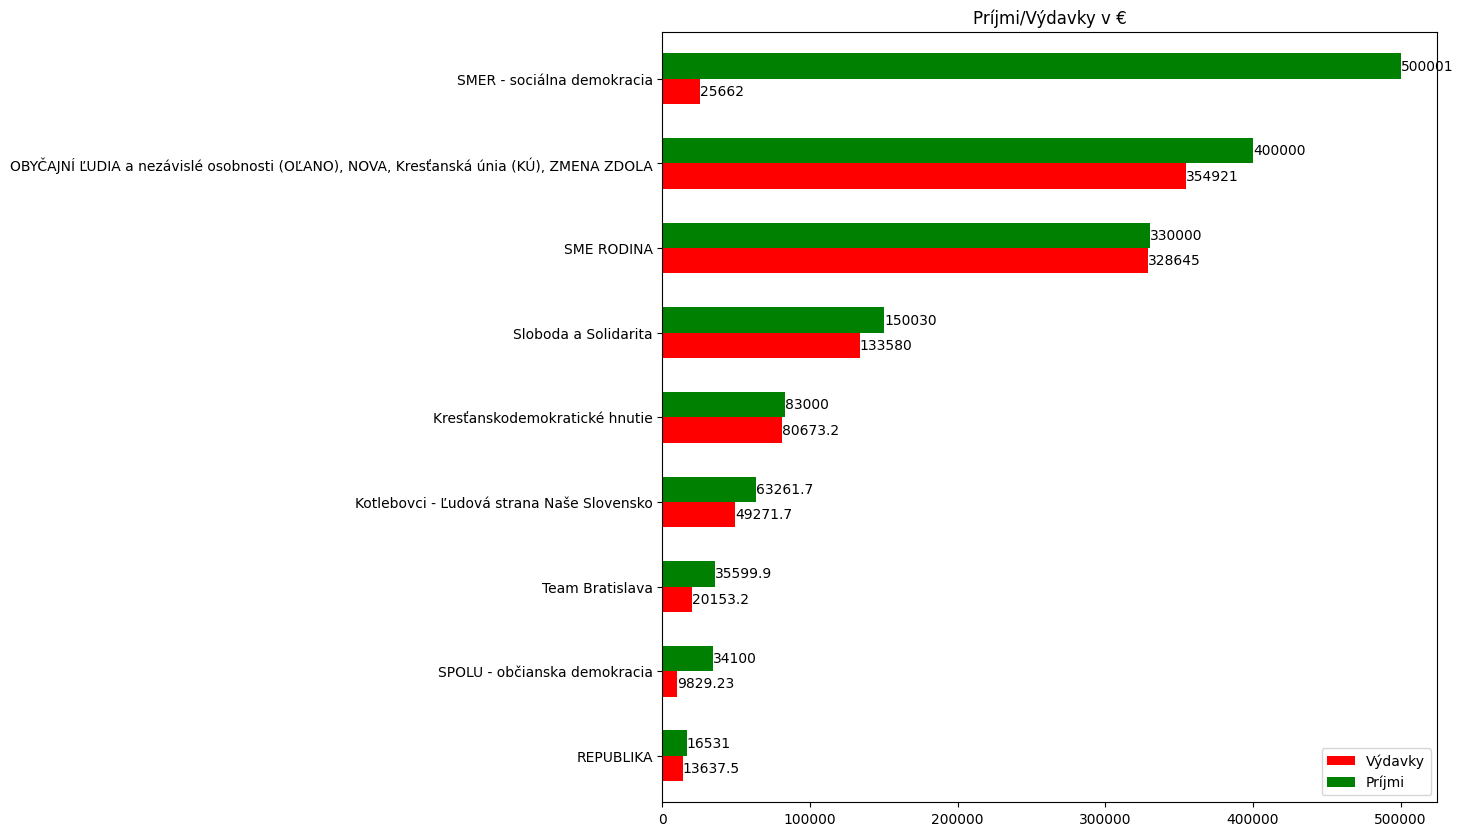 Príjmi/Výdavky v €
SMER - sociálna demokracia
500001
25662
OBYČAJNÍ ĽUDIA a nezávislé osobnosti (OĽANO), NOVA, Kresťanská únia (KÚ), ZMENA ZDOLA
400000
354921
SME RODINA
330000
328645
Sloboda a Solidarita
150030
133580
Kresťanskodemokratické hnutie
83000
80673.2
Kotlebovci - Ľudová strana Naše Slovensko
63261.7
49271.7
Team Bratislava
35599.9
20153.2
SPOLU - občianska demokracia
34100
9829.23
REPUBLIKA
16531
13637.5
Výdavky
Príjmi
0 100000 200000 300000 400000 500000